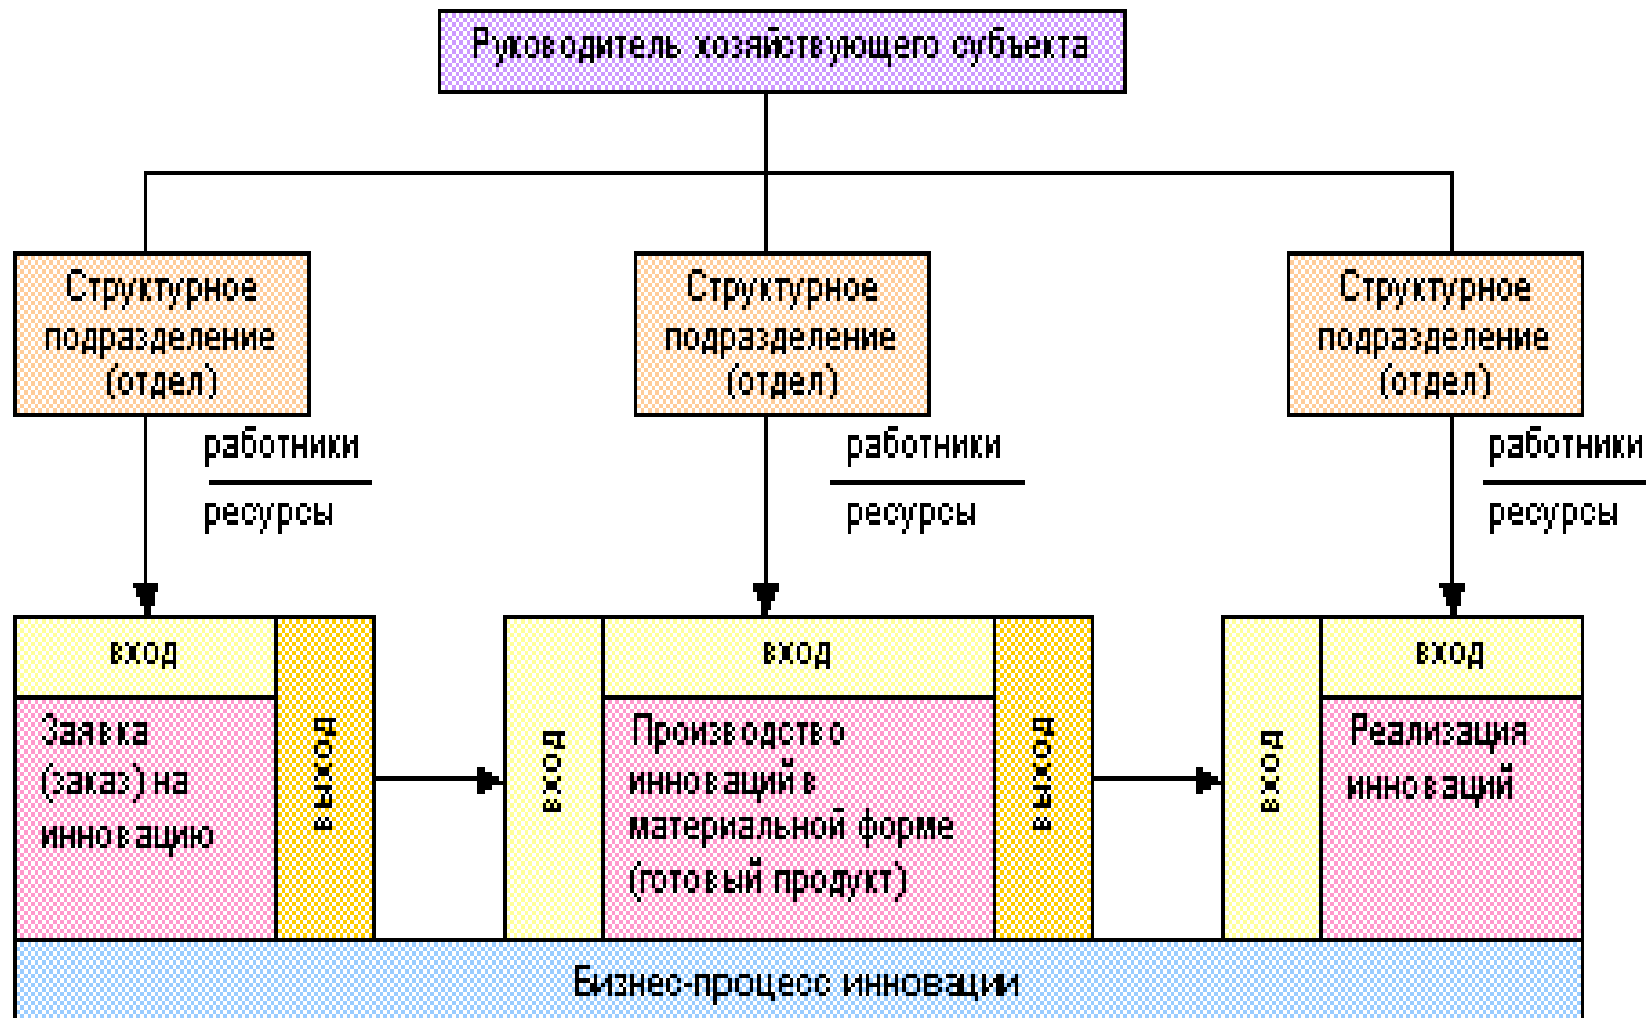 Руководитель хозяйствующего субъекта
Структурное
подразделение
(отдел)
Структурное
подразделение
(отдел)
Структурное
подразделение
(отдел)
работники
ресурсы
работники
ресурсы
работники
ресурсы
вход
Заявка
(заказ) на
инновацию
выход
вход
вход
Производство
инноваций в
материальной форме
(готовый продукт)
выход
вход
вход
Реализация
инноваций
Бизнес-процесс инновации